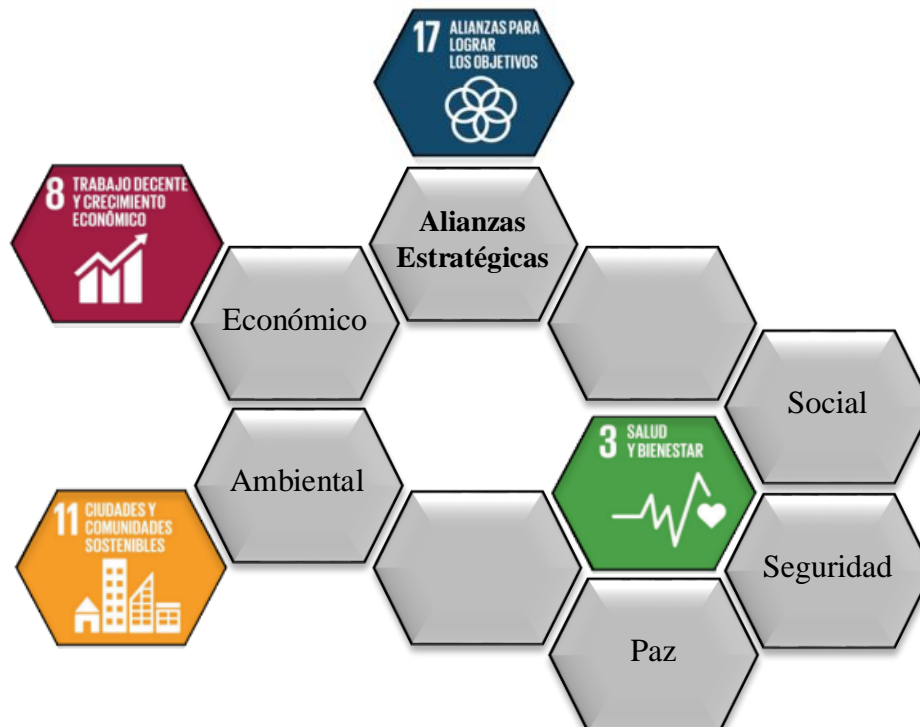 17 ALIANZAS PARA
LOGRAR
LOS OBJETIVOS
8 TRABAJO DECENTE
Y CRECIMIENTO
ECONÓMICO
Alianzas
Estratégicas
Económico
Social
3 SALUD
Y BIENESTAR
Ambiental
11 CIUDADES Y
COMUNIDADES
SOSTENIBLES
Seguridad
Paz